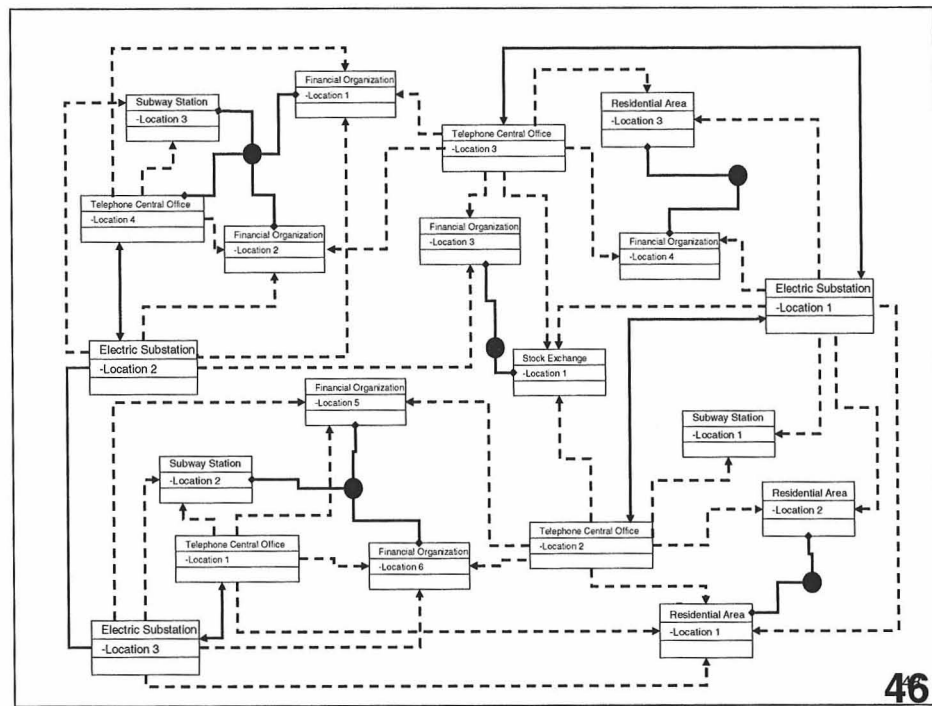 Financial Organization
-Location 1
Subway Station
-Location 3
Residential Area
-Location 3
Telephone Central Office
-Location 3
Telephone Central Office
-Location 4
Financial Organization
-Location 2
Financial Organization
-Location 3
Financial Organization
-Location 4
Electric Substation
-Location 1
Electric Substation
-Location 2
Stock Exchange
-Location 1
Financial Organization
-Location 5
Subway Station
-Location 1
Subway Station
-Location 2
Residential Area
-Location 2
Telephone Central Office
-Location 2
Telephone Central Office
-Location 1
Financial Organization
-Location 6
Residential Area
-Location 1
Electric Substation
-Location 3
46